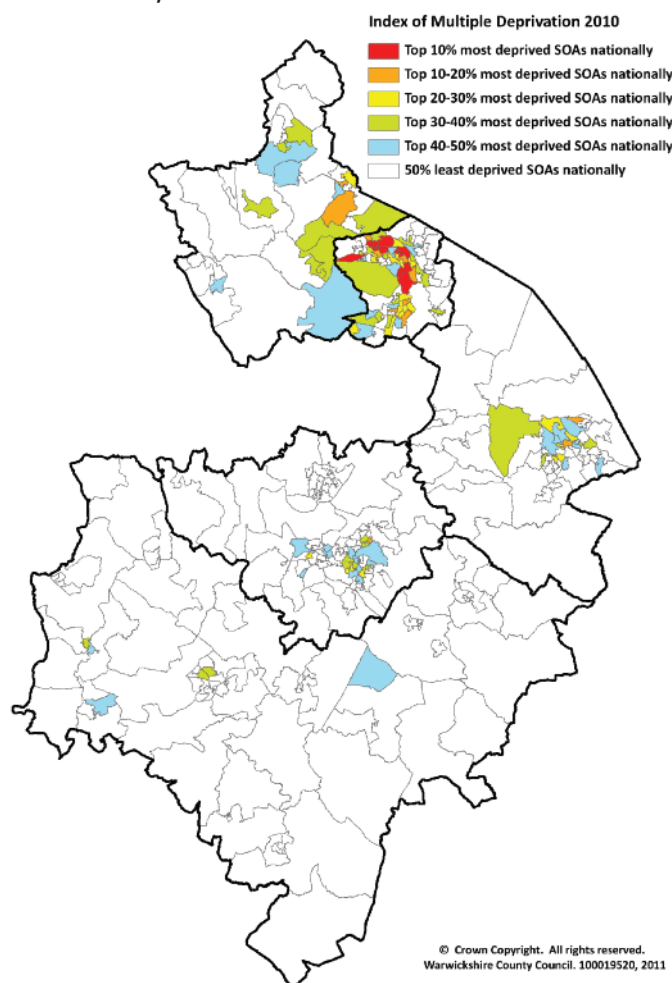 Index of Multiple Deprivation 2010
Top 10% most deprived SOAs nationally
Top 10-20% most deprived SOAs nationally
Top 20-30% most deprived SOAs nationally
Top 30-40% most deprived SOAs nationally
Top 40-50% most deprived SOAs nationally
50% least deprived SOAs nationally
© Crown Copyright. All rights reserved.
Warwickshire County Council. 100019520, 2011